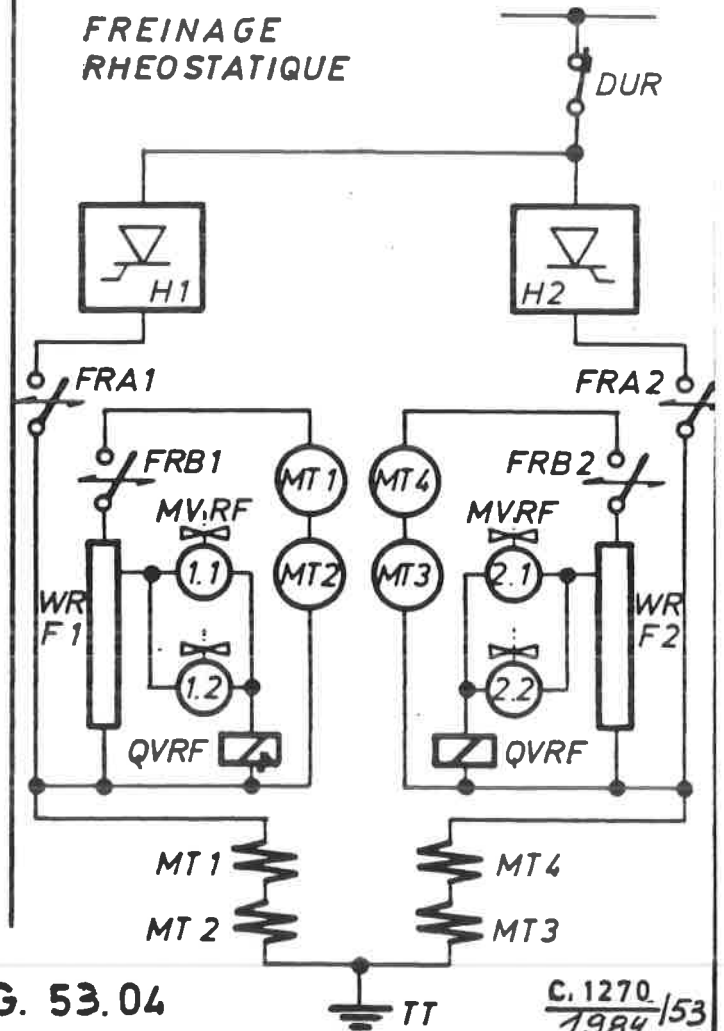 FREINAGE
RHEOSTATIQUE
DUR
H1
H2
FRA1
FRA2
FRB1
FRB2
MT1
MT4
MV.RF
MV.RF
1.1
2.1
MT2
MT3
WR
F1
WR
F2
1.2
2.2
QVRF
QVRF
MT1
MT4
MT2
MT3
G. 53.04
TT
C.1270
1984/53